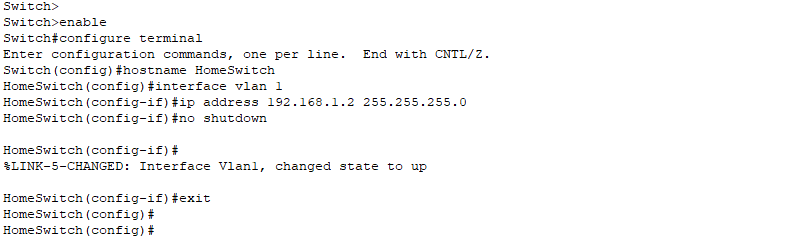 Switch>
Switch>enable
Switch#configure terminal
Enter configuration commands, one per line.  End with CNTL/Z.
Switch(config)#hostname HomeSwitch
HomeSwitch(config)#interface vlan 1
HomeSwitch(config-if)#ip address 192.168.1.2 255.255.255.0
HomeSwitch(config-if)#no shutdown
HomeSwitch(config-if)#
%LINK-5-CHANGED: Interface Vlan1, changed state to up
HomeSwitch(config-if)#exit
HomeSwitch(config)#
HomeSwitch(config)#